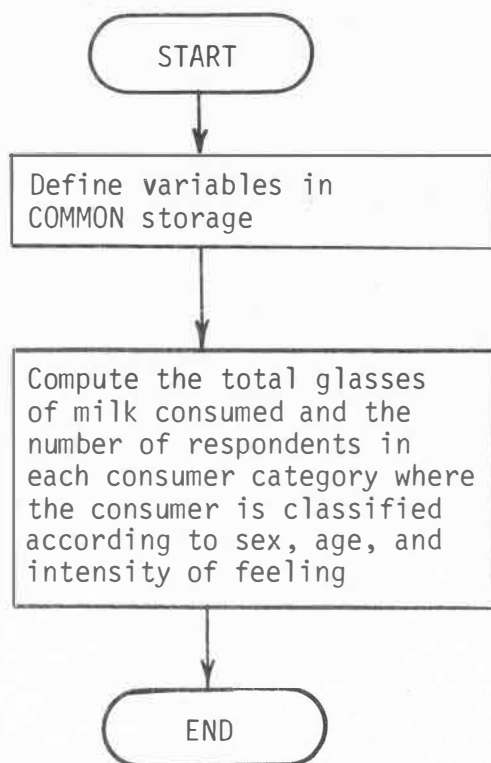 START
Define variables in
COMMON storage
Compute the total glasses
of milk consumed and the
number of respondents in
each consumer category where
the consumer is classified
according to sex, age, and
intensity of feeling
END